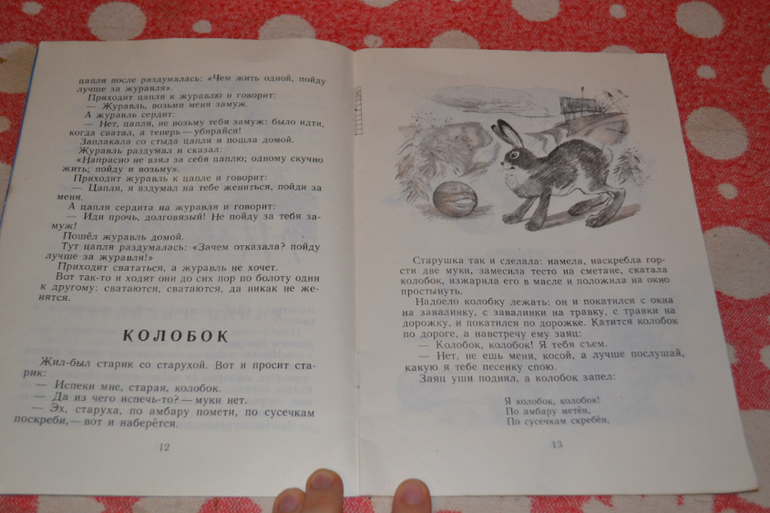 цапля после раздумалась: «Чем жить одной, пойду
лучше за журавля».
Приходит цапля к журавлю и говорит:
— Журавль, возьми меня замуж.
А журавль сердит:
— Нет, цапля, не возьму тебя замуж: было идти,
когда сватал, а теперь — убирайся!
Заплакала со стыда цапля и пошла домой.
Журавль раздумал и сказал:
«Напрасно не взял за себя цаплю; одному скучно
жить; пойду и возьму».
Приходит журавль к цапле и говорит:
— Цапля, я вздумал на тебе жениться, пойди за
меня.
А цапля сердита на журавля и говорит:
— Иди прочь, долговязый! Не пойду за тебя за-
муж!
Пошёл журавль домой.
Тут цапля раздумалась: «Зачем отказала? пойду
лучше за журавля!»
Приходит свататься, а журавль не хочет.
Вот так-то и ходят они до сих пор по болоту один
к другому: сватаются, сватаются, да никак не же-
нятся.
КОЛОБОК
Жил-был старик со старухой. Вот и просит ста-
рик:
— Испеки мне, старая, колобок.
— Да из чего испечь-то? — муки нет.
— Эх, старуха, по амбару помети, по сусечкам
поскреби, — вот и наберётся.
12
Старушка так и сделала: намела, наскребла гор-
сти две муки, замесила тесто на сметане, скатала
колобок, изжарила его в масле и положила на окно
простынуть.
Надоело колобку лежать: он и покатился с окна
на завалинку, с завалинки на травку, с травки на
дорожку, и покатился по дорожке. Катится колобок
по дороге, а навстречу ему заяц:
— Колобок, колобок! Я тебя съем.
— Нет, не ешь меня, косой, а лучше послушай,
какую я тебе песенку спою.
Заяц уши поднял, а колобок запел:
Я колобок, колобок!
По амбару метён,
По сусечкам скребён,
13